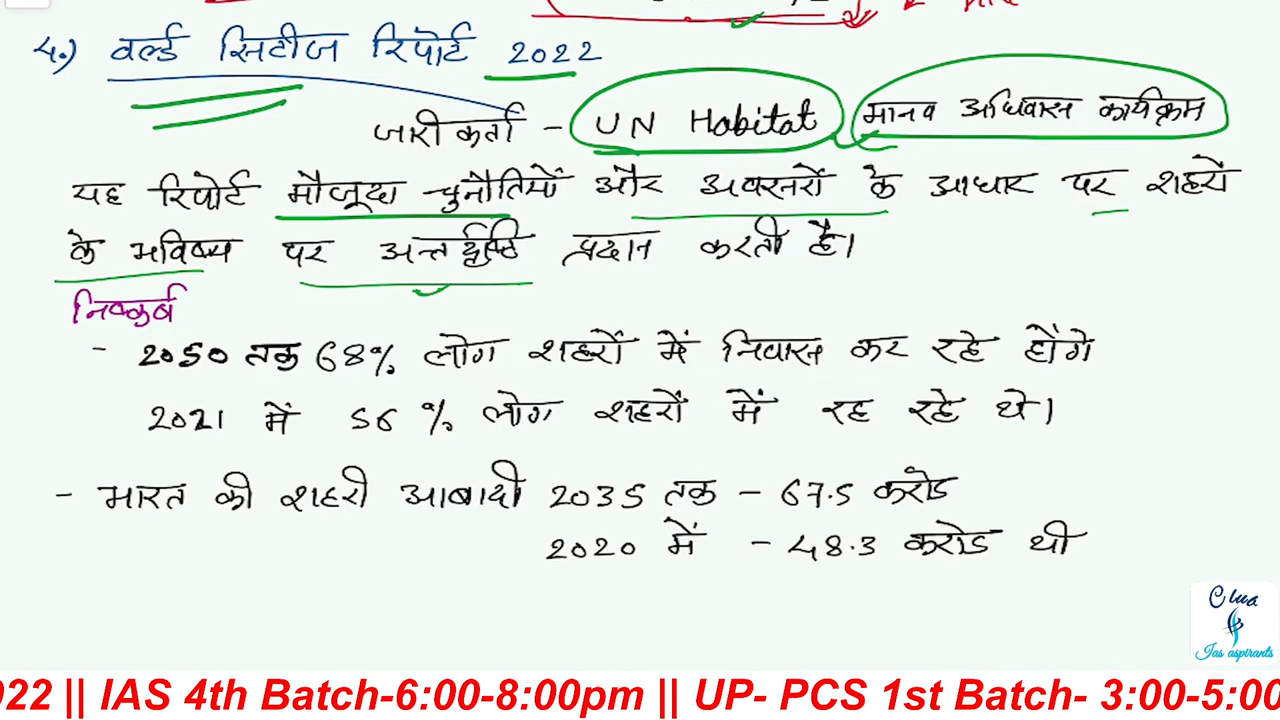 4.) वर्ल्ड सिटीज रिपोर्ट 2022
जारीकर्ता - UN Habitat मानव अधिवास कार्यक्रम
यह रिपोर्ट मौजूदा चुनौतियों और अवसरों के आधार पर शहरों
के भविष्य पर अन्तर्दृष्टि प्रदान करती है।
निष्कर्ष
- 2050 तक 68% लोग शहरों में निवास कर रहे होंगे
2021 में 56 % लोग शहरों में रह रहे थे।
- भारत की शहरी आबादी 2035 तक - 67.5 करोड
2020 में - 48.3 करोड थी
Clue
Ias aspirants
022 || IAS 4th Batch-6:00-8:00pm || UP- PCS 1st Batch- 3:00-5:00